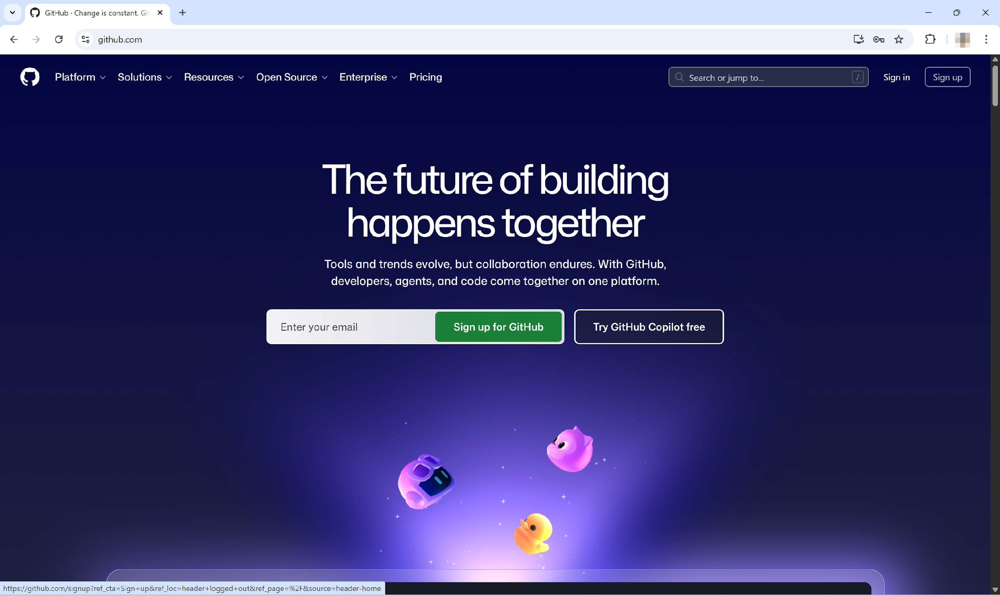 GitHub · Change is constant. Git
github.com
Platform
Solutions
Resources
Open Source
Enterprise
Pricing
Search or jump to...
/
Sign in
Sign up
The future of building
happens together
Tools and trends evolve, but collaboration endures. With GitHub,
developers, agents, and code come together on one platform.
Enter your email
Sign up for GitHub
Try GitHub Copilot free
https://github.com/signup?ref_cta=Sign+up&ref_loc=header+logged+out&ref_page=%2F&source=header-home